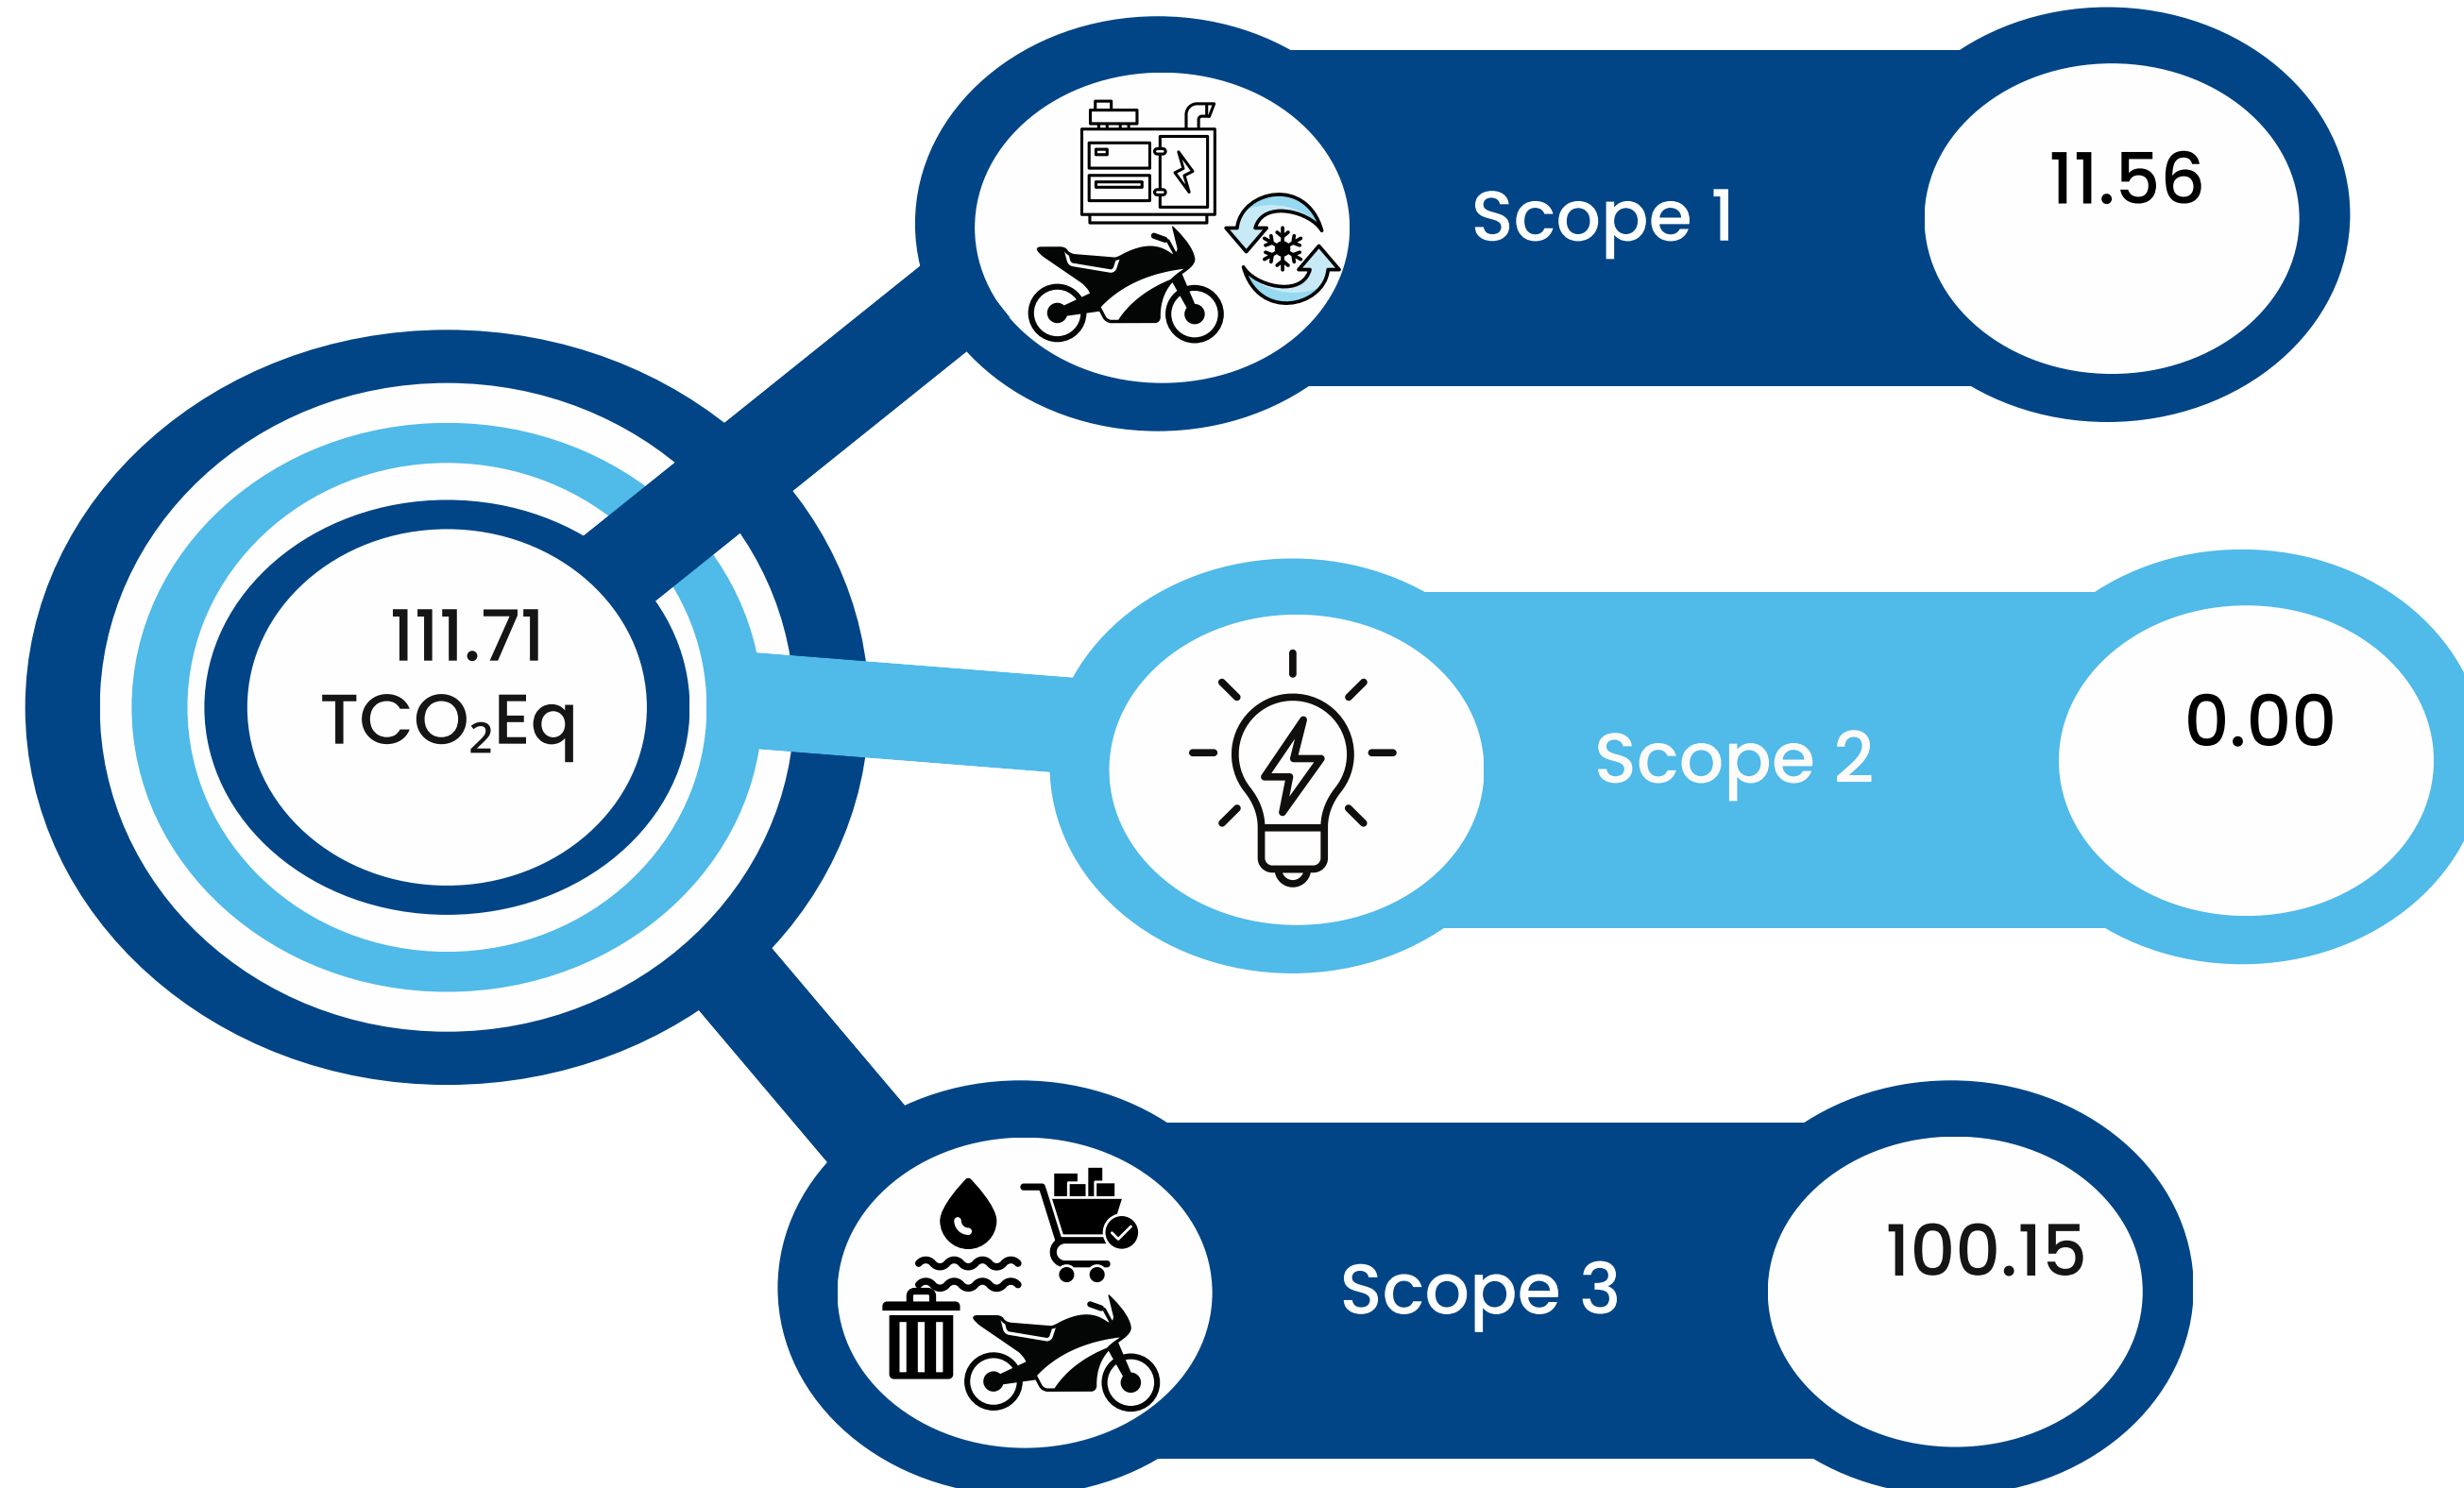 111.71
TCO₂Eq
Scope 1
11.56
Scope 2
0.00
Scope 3
100.15